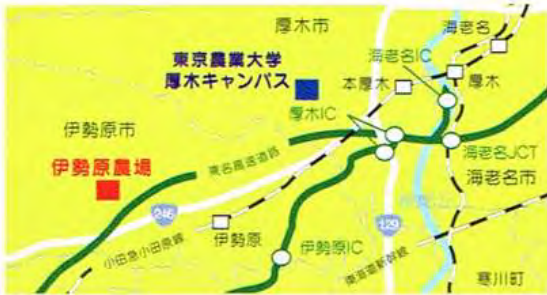 厚木市
海老名
海老名IC
東京農業大学
厚木キャンパス
本厚木
厚木
厚木IC
伊勢原市
伊勢原農場
東名高速道路
海老名JCT
海老名市
246
129
伊勢原
伊勢原IC
小田急小田原線
東海道新幹線
寒川町